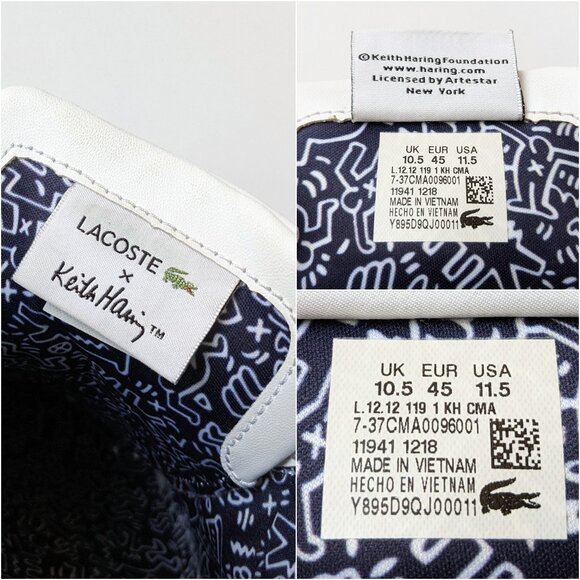 LACOSTE
×
Keith Haring™
©KeithHaringFoundation
www.haring.com
Licensed by Artestar
New York
UK EUR USA
10.5 45 11.5
L.12.12 119 1 KH CMA
7-37CMA0096001
11941 1218
MADE IN VIETNAM
HECHO EN VIETNAM
Y895D9QJ00011
UK EUR USA
10.5 45 11.5
L.12.12 119 1 KH CMA
7-37CMA0096001
11941 1218
MADE IN VIETNAM
HECHO EN VIETNAM
Y895D9QJ00011